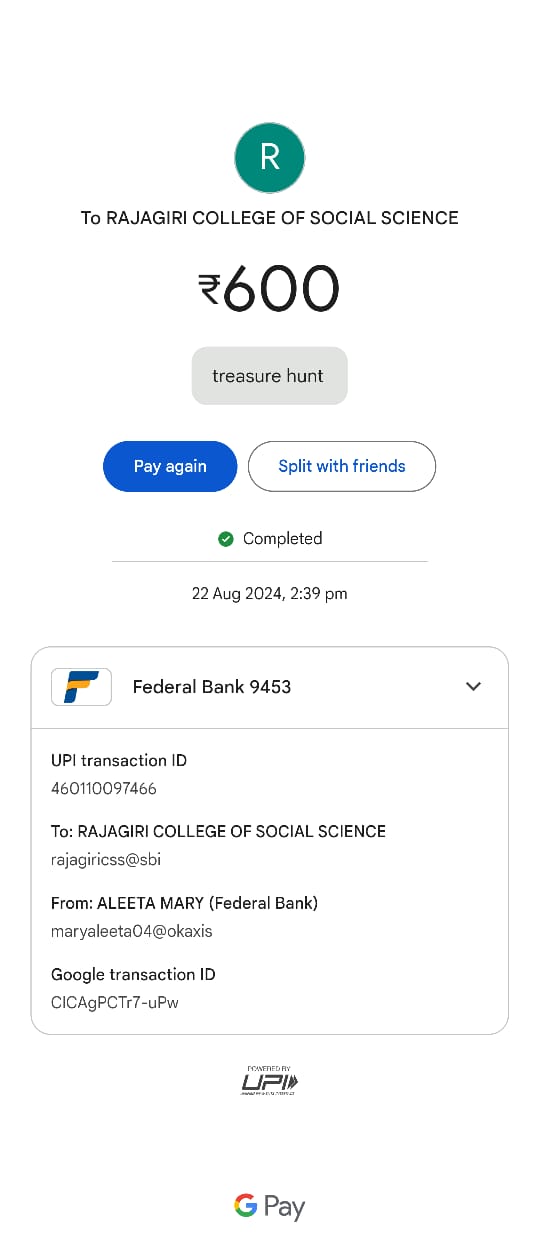 R
To RAJAGIRI COLLEGE OF SOCIAL SCIENCE
₹600
treasure hunt
Pay again
Split with friends
Completed
22 Aug 2024, 2:39 pm
Federal Bank 9453
UPI transaction ID
460110097466
To: RAJAGIRI COLLEGE OF SOCIAL SCIENCE
rajagiricss@sbi
From: ALEETA MARY (Federal Bank)
maryaleeta04@okaxis
Google transaction ID
CICAgPCTr7-uPw
POWERED BY
UPI
G Pay